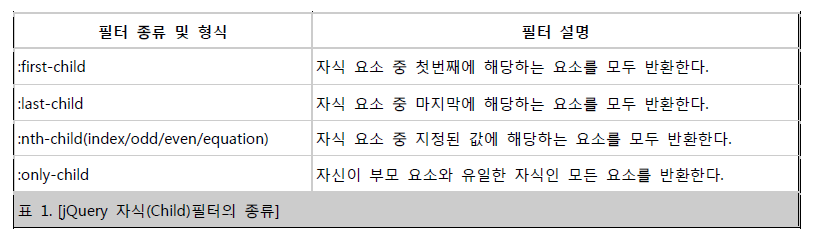 필터 종류 및 형식 필터 설명
:first-child 자식 요소 중 첫번째에 해당하는 요소를 모두 반환한다.
:last-child 자식 요소 중 마지막에 해당하는 요소를 모두 반환한다.
:nth-child(index/odd/even/equation) 자식 요소 중 지정된 값에 해당하는 요소를 모두 반환한다.
:only-child 자신이 부모 요소와 유일한 자식인 모든 요소를 반환한다.
표 1. [jQuery 자식(Child)필터의 종류]